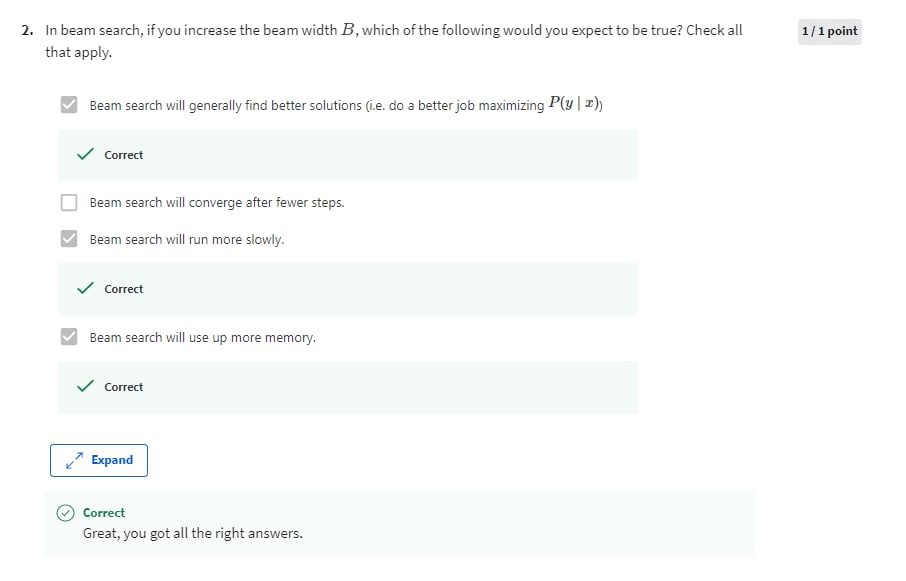 2. In beam search, if you increase the beam width B, which of the following would you expect to be true? Check all
that apply.
1 / 1 point
Beam search will generally find better solutions (i.e. do a better job maximizing P(y | x))
Correct
Beam search will converge after fewer steps.
Beam search will run more slowly.
Correct
Beam search will use up more memory.
Correct
Expand
Correct
Great, you got all the right answers.